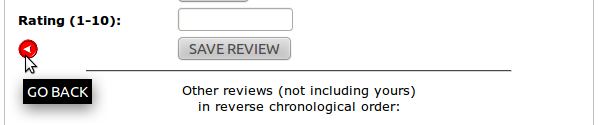 Rating (1-10):
SAVE REVIEW
GO BACK
Other reviews (not including yours)
in reverse chronological order: